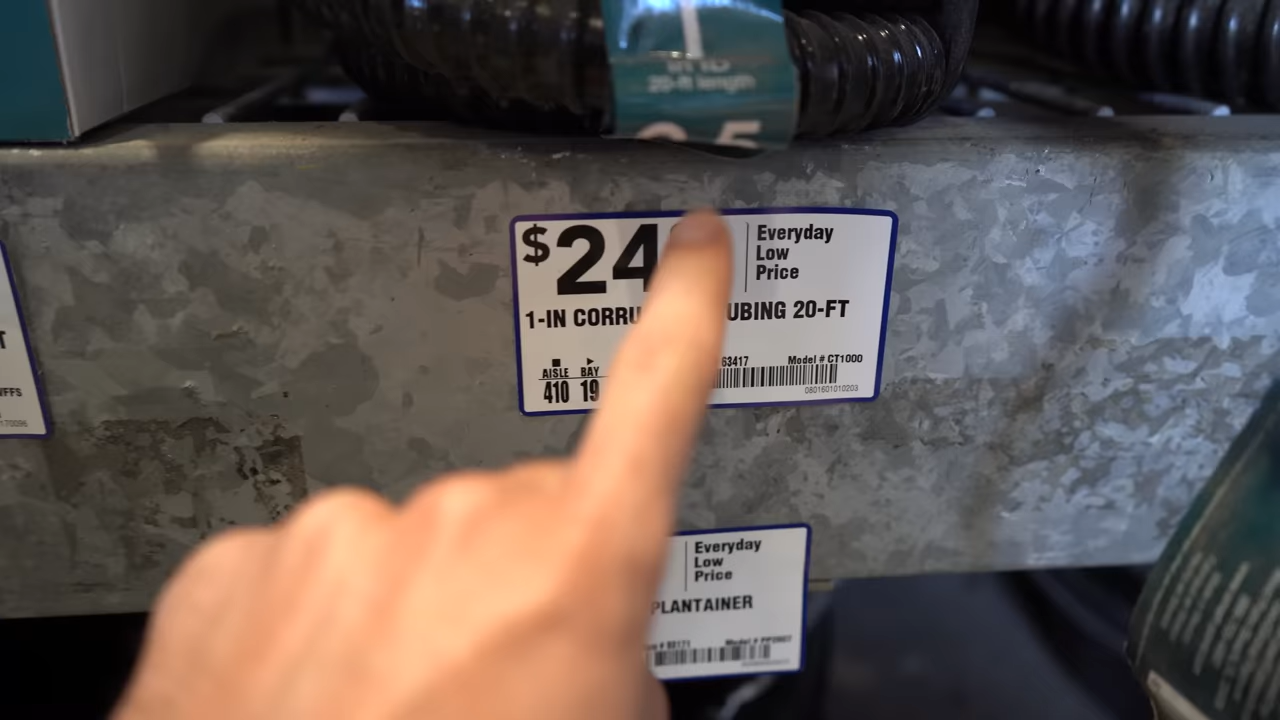 20-ft length
$24
Everyday
Low
Price
1-IN CORRU UBING 20-FT
AISLE BAY
410 19
63417 Model # CT1000
0801601010203
T
Everyday
Low
Price
PLANTAINER